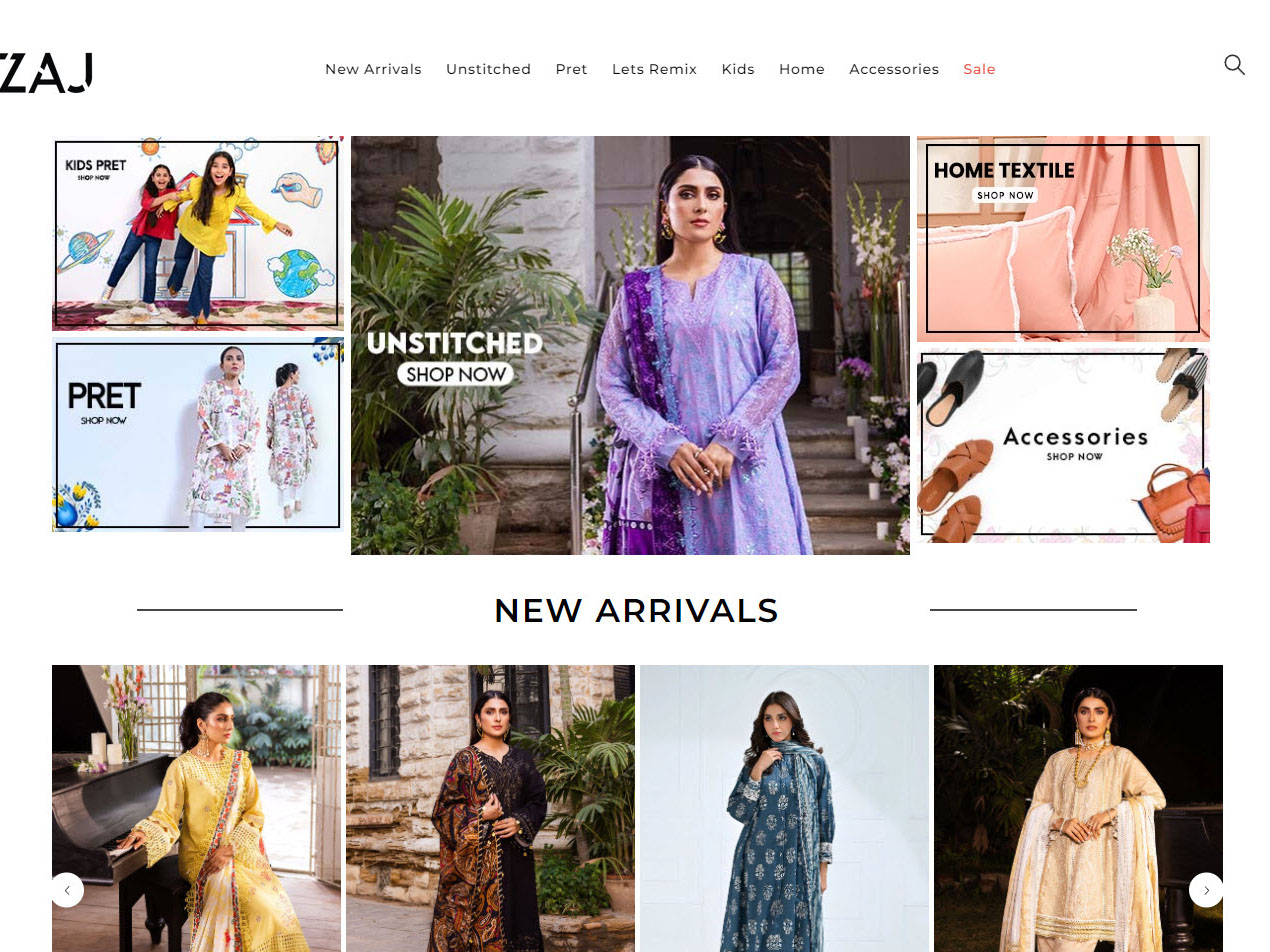 ZAJ
New Arrivals Unstitched Pret Lets Remix Kids Home Accessories Sale
KIDS PRET
SHOP NOW
PRET
SHOP NOW
UNSTITCHED
SHOP NOW
HOME TEXTILE
SHOP NOW
Accessories
SHOP NOW
NEW ARRIVALS